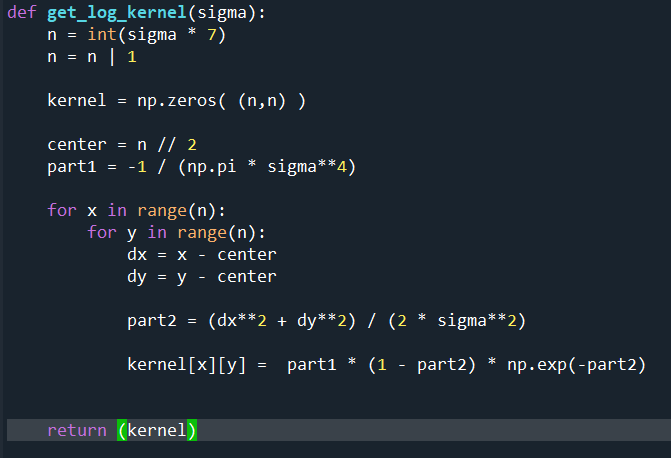 def get_log_kernel(sigma):
    n = int(sigma * 7)
    n = n | 1
    kernel = np.zeros( (n,n) )
    center = n // 2
    part1 = -1 / (np.pi * sigma**4)
    for x in range(n):
        for y in range(n):
            dx = x - center
            dy = y - center
            part2 = (dx**2 + dy**2) / (2 * sigma**2)
            kernel[x][y] =  part1 * (1 - part2) * np.exp(-part2)
    return (kernel)